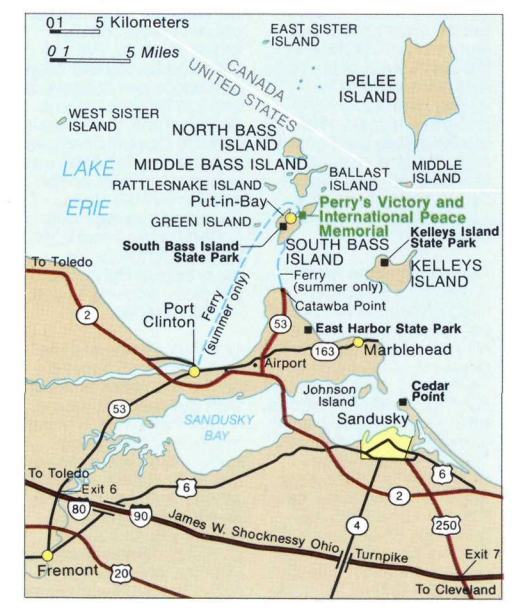 0 1 5 Kilometers
0 1 5 Miles
EAST SISTER
ISLAND
CANADA
UNITED STATES
PELEE
ISLAND
WEST SISTER
ISLAND
NORTH BASS
ISLAND
LAKE
ERIE
MIDDLE BASS ISLAND
RATTLESNAKE ISLAND
BALLAST
ISLAND
MIDDLE
ISLAND
Put-in-Bay
Perry's Victory and
International Peace
Memorial
GREEN ISLAND
South Bass Island
State Park
SOUTH BASS
ISLAND
Kelleys Island
State Park
KELLEYS
ISLAND
To Toledo
Ferry
(summer only)
Ferry
(summer only)
Catawba Point
2
Port
Clinton
53
East Harbor State Park
163
Marblehead
Airport
Johnson
Island
Cedar
Point
53
SANDUSKY
BAY
Sandusky
To Toledo
Exit 6
6
6
2
80
90
James W. Shocknessy Ohio Turnpike
4
250
Exit 7
Fremont
20
To Cleveland